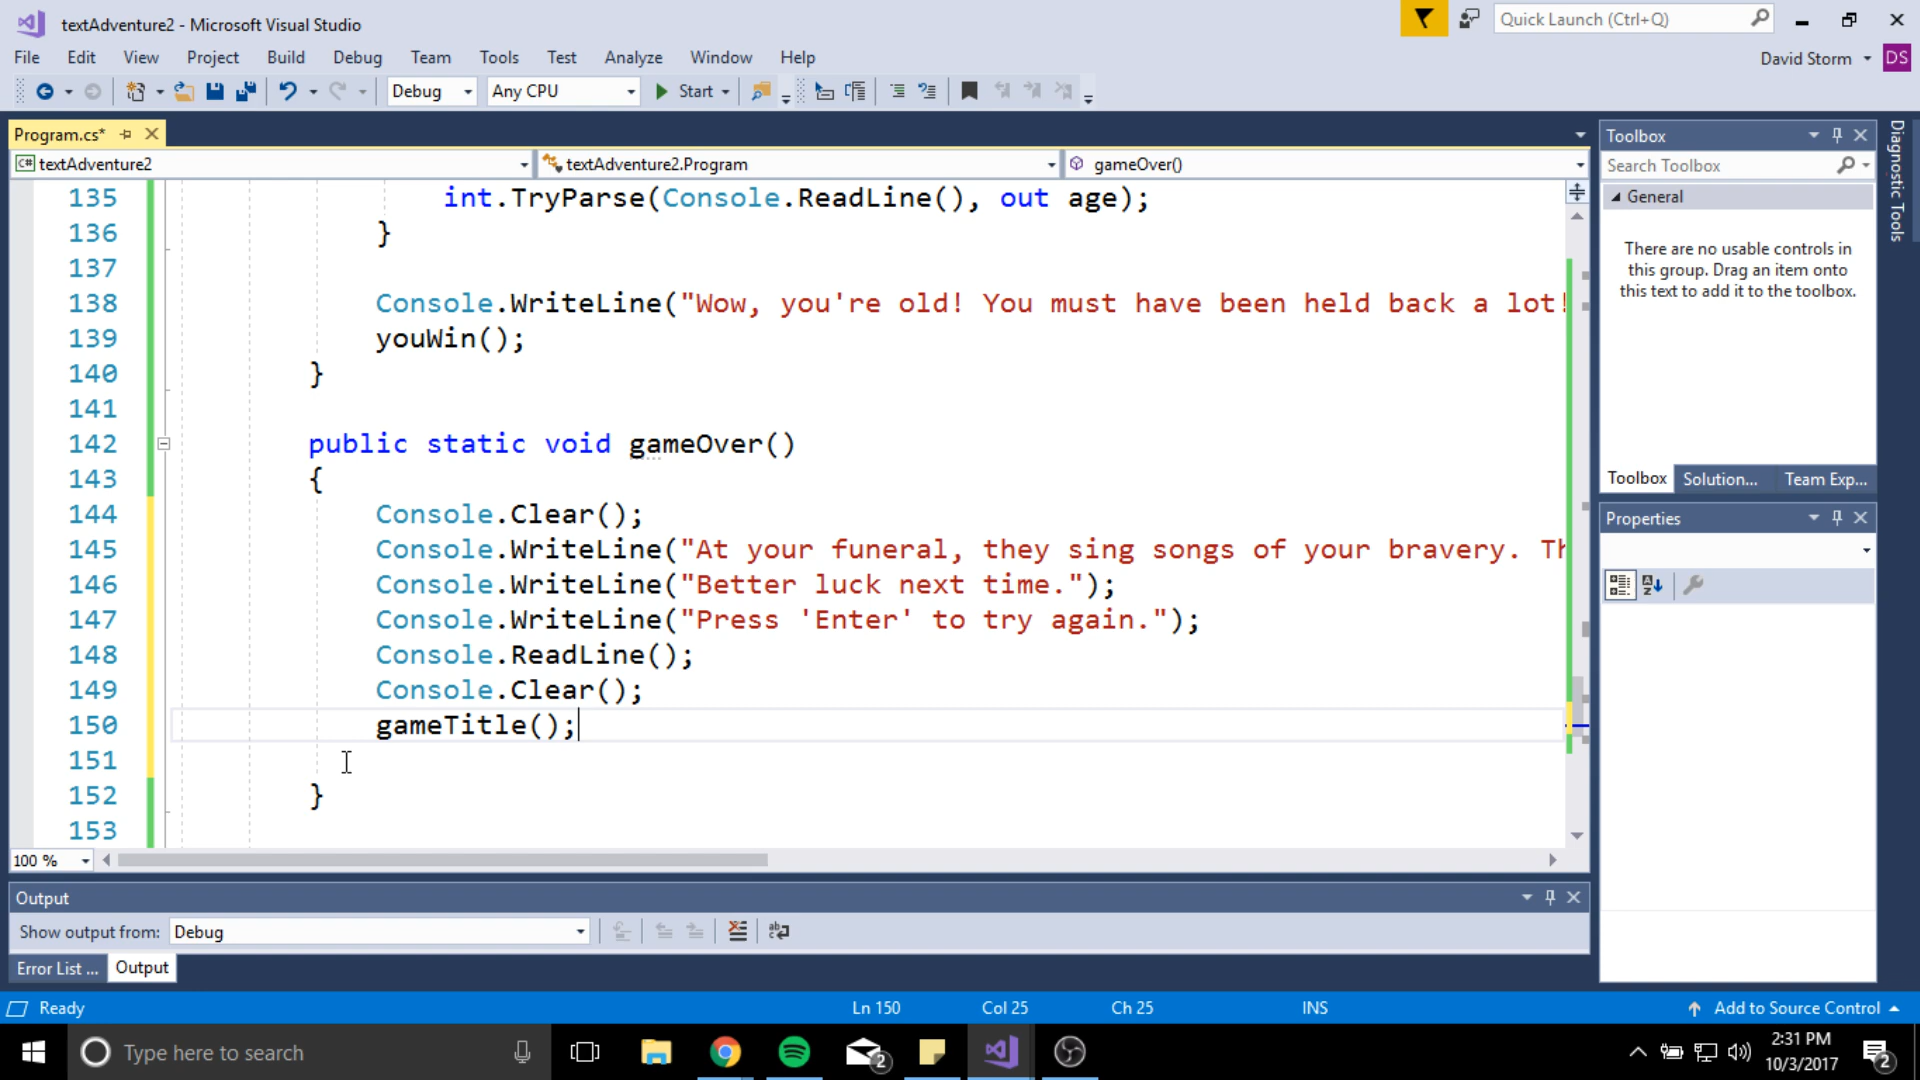 textAdventure2 - Microsoft Visual Studio
Quick Launch (Ctrl+Q)
File Edit View Project Build Debug Team Tools Test Analyze Window Help
David Storm DS
Debug Any CPU Start
Program.cs*
C# textAdventure2 textAdventure2.Program gameOver()
135 int.TryParse(Console.ReadLine(), out age);
136 }
137
138 Console.WriteLine("Wow, you're old! You must have been held back a lot!
139 youWin();
140 }
141
142 public static void gameOver()
143 {
144 Console.Clear();
145 Console.WriteLine("At your funeral, they sing songs of your bravery. Th
146 Console.WriteLine("Better luck next time.");
147 Console.WriteLine("Press 'Enter' to try again.");
148 Console.ReadLine();
149 Console.Clear();
150 gameTitle();
151
152 }
153
100 %
Output
Show output from: Debug
Error List ... Output
Toolbox
Search Toolbox
General
There are no usable controls in
this group. Drag an item onto
this text to add it to the toolbox.
Toolbox Solution... Team Exp...
Properties
Diagnostic Tools
Ready Ln 150 Col 25 Ch 25 INS Add to Source Control
Type here to search
2
2:31 PM
10/3/2017
2